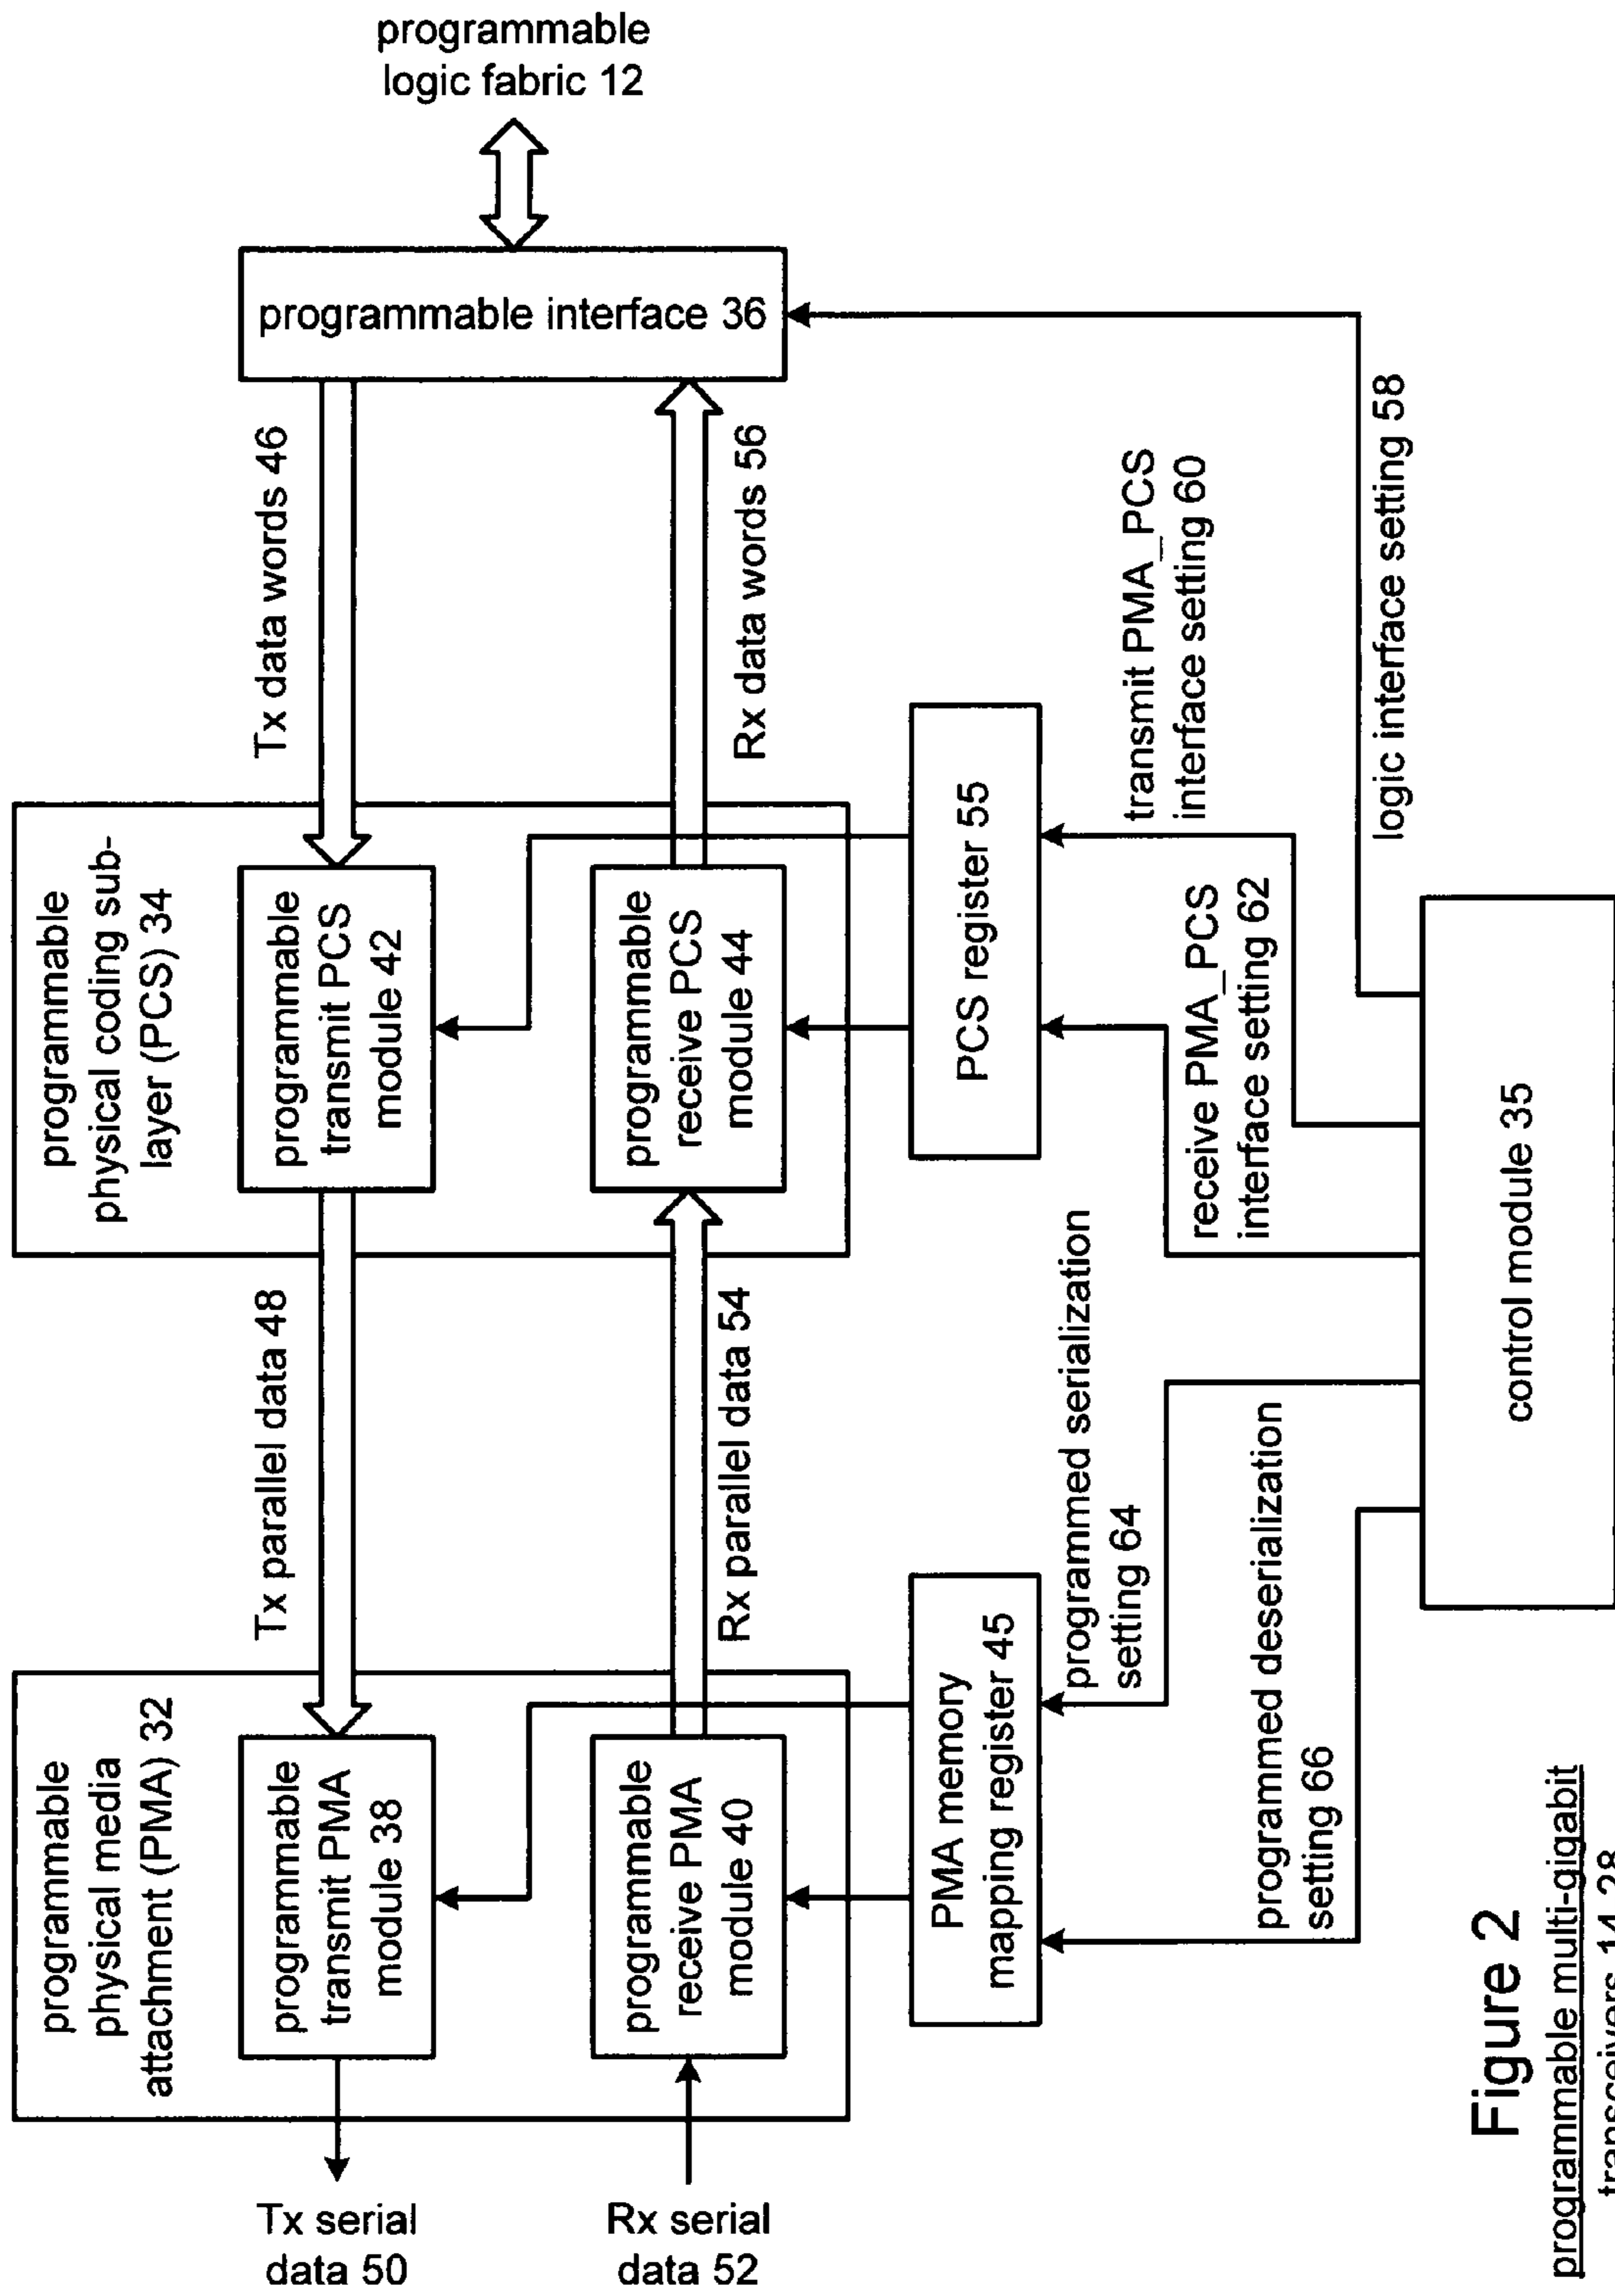 programmable
logic fabric 12
programmable interface 36
Tx data words 46
Rx data words 56
programmable
physical coding sub-
layer (PCS) 34
programmable
transmit PCS
module 42
programmable
receive PCS
module 44
PCS register 55
transmit PMA_PCS
interface setting 60
receive PMA_PCS
interface setting 62
logic interface setting 58
Tx parallel data 48
Rx parallel data 54
programmable
physical media
attachment (PMA) 32
programmable
transmit PMA
module 38
programmable
receive PMA
module 40
PMA memory
mapping register 45
programmed serialization
setting 64
programmed deserialization
setting 66
control module 35
Tx serial
data 50
Rx serial
data 52
Figure 2
programmable multi-gigabit
transceivers 14-28